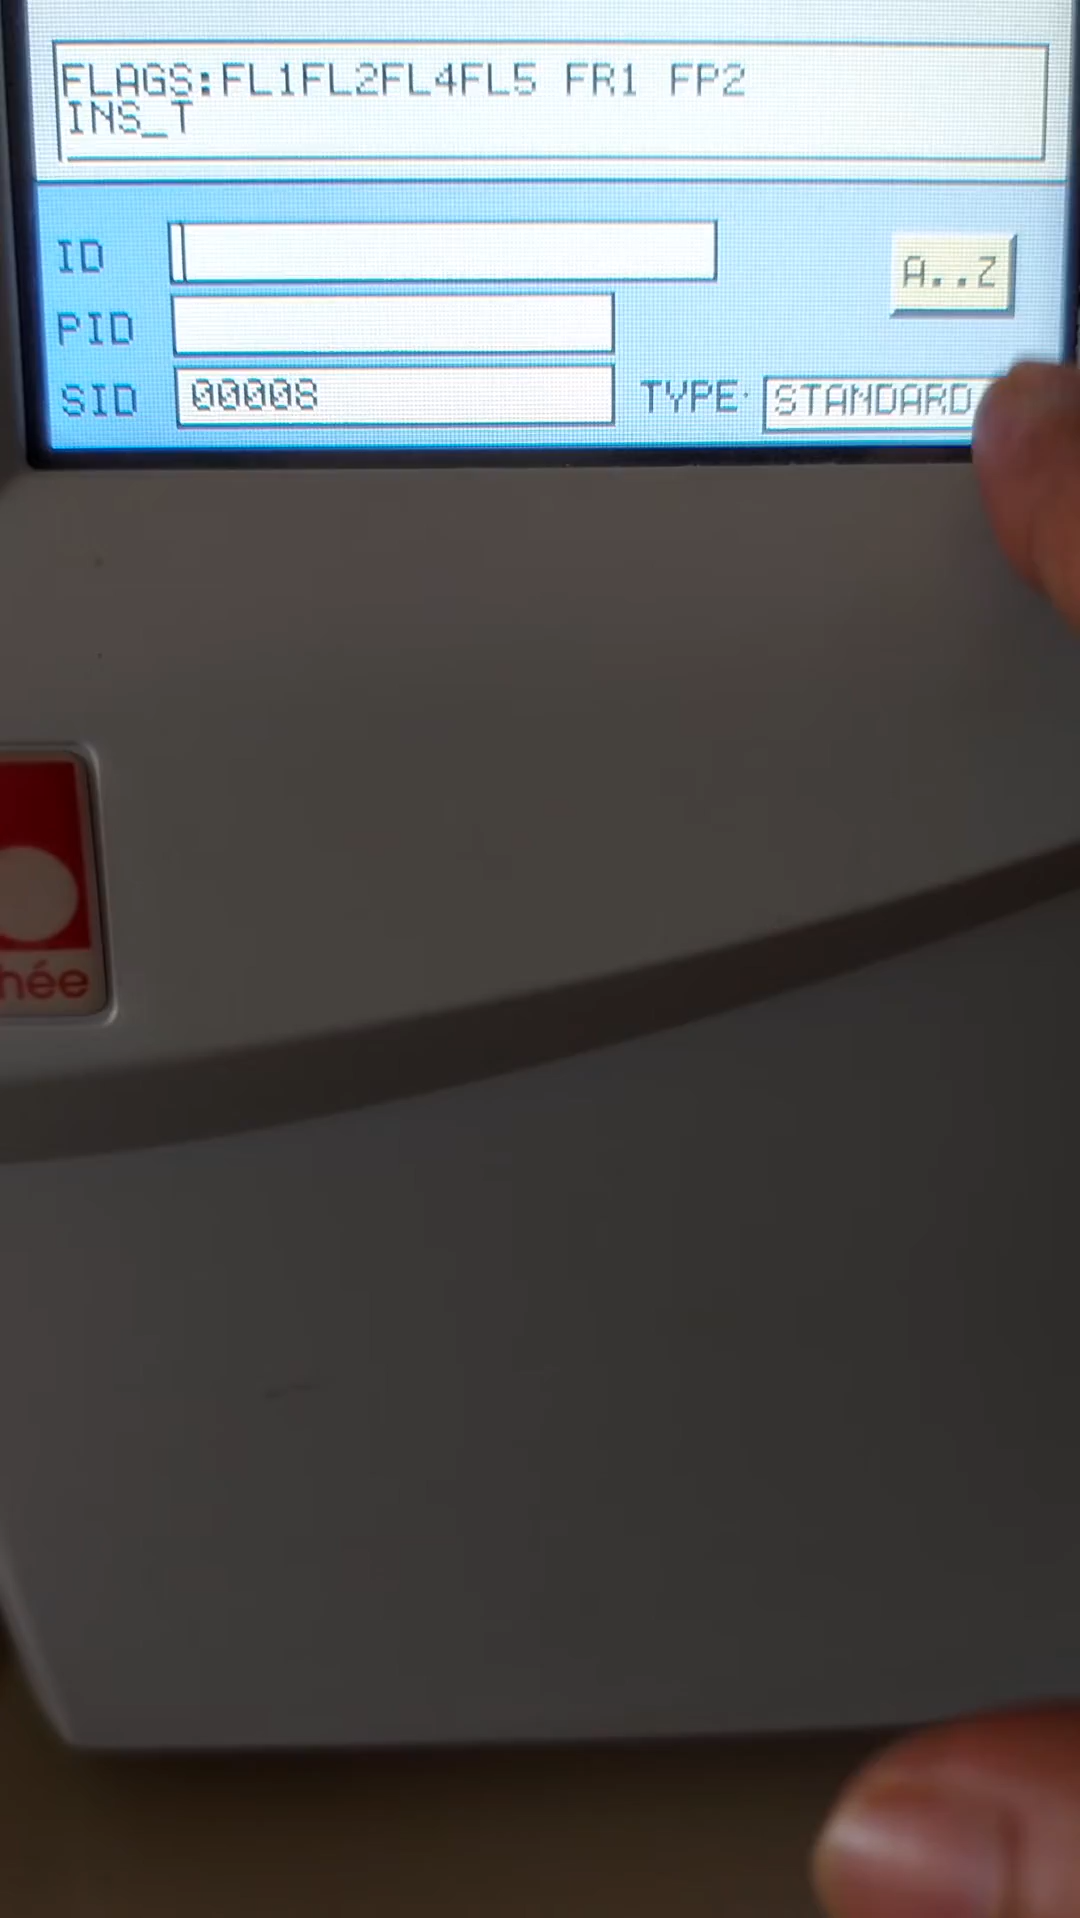 FLAGS:FL1FL2FL4FL5 FR1 FP2
INS_T
ID
A..Z
PID
SID 00008 TYPE: STANDARD
hée